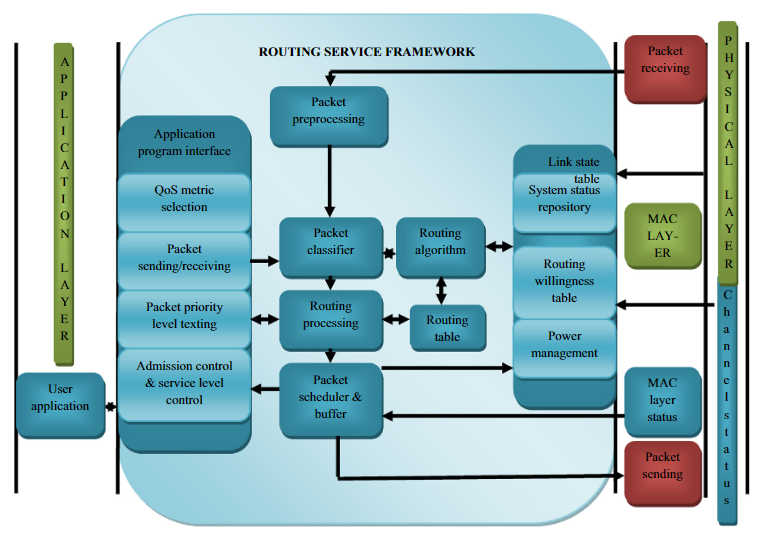 ROUTING SERVICE FRAMEWORK
APPLICATION LAYER
User
application
Application
program interface
QoS metric
selection
Packet
sending/receiving
Packet priority
level texting
Admission control
& service level
control
Packet
preprocessing
Packet
classifier
Routing
algorithm
Routing
processing
Routing
table
Packet
scheduler &
buffer
Link state
table
System status
repository
Routing
willingness
table
Power
management
Packet
receiving
MAC
LAY-
ER
MAC
layer
status
Packet
sending
PHYSICAL LAYER
Channelstatus